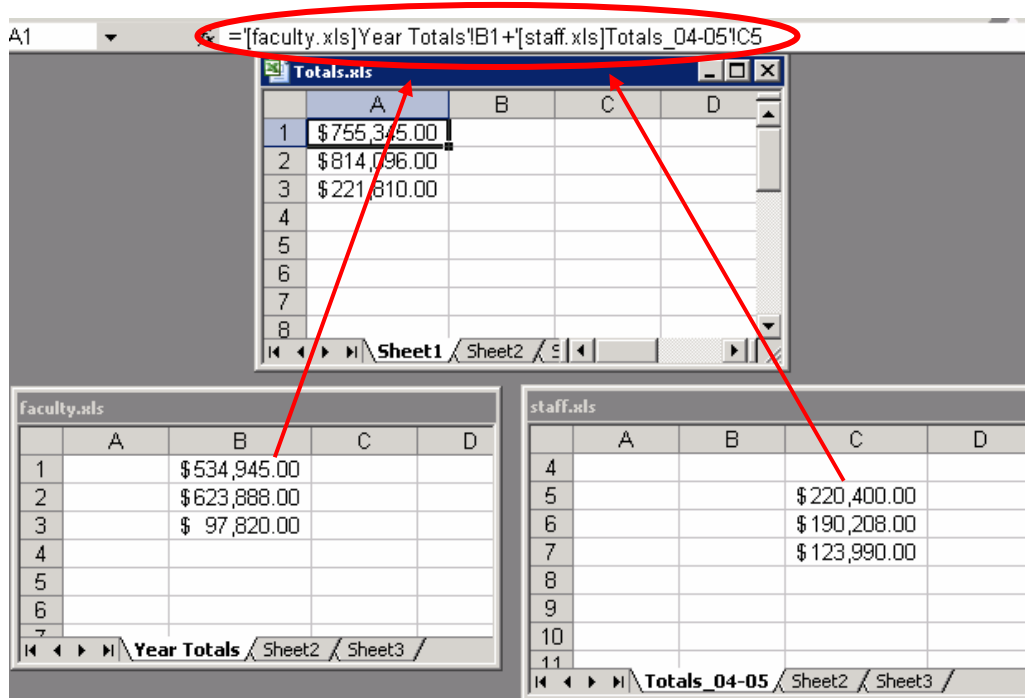 A1 fx ='[faculty.xls]Year Totals'!B1+'[staff.xls]Totals_04-05'!C5
Totals.xls
A B C D
1 $755,345.00
2 $814,096.00
3 $221,810.00
4
5
6
7
8
Sheet1 Sheet2 S
faculty.xls
A B C D
1 $534,945.00
2 $623,888.00
3 $ 97,820.00
4
5
6
7
Year Totals Sheet2 Sheet3
staff.xls
A B C D
4
5 $220,400.00
6 $190,208.00
7 $123,990.00
8
9
10
11
Totals_04-05 Sheet2 Sheet3